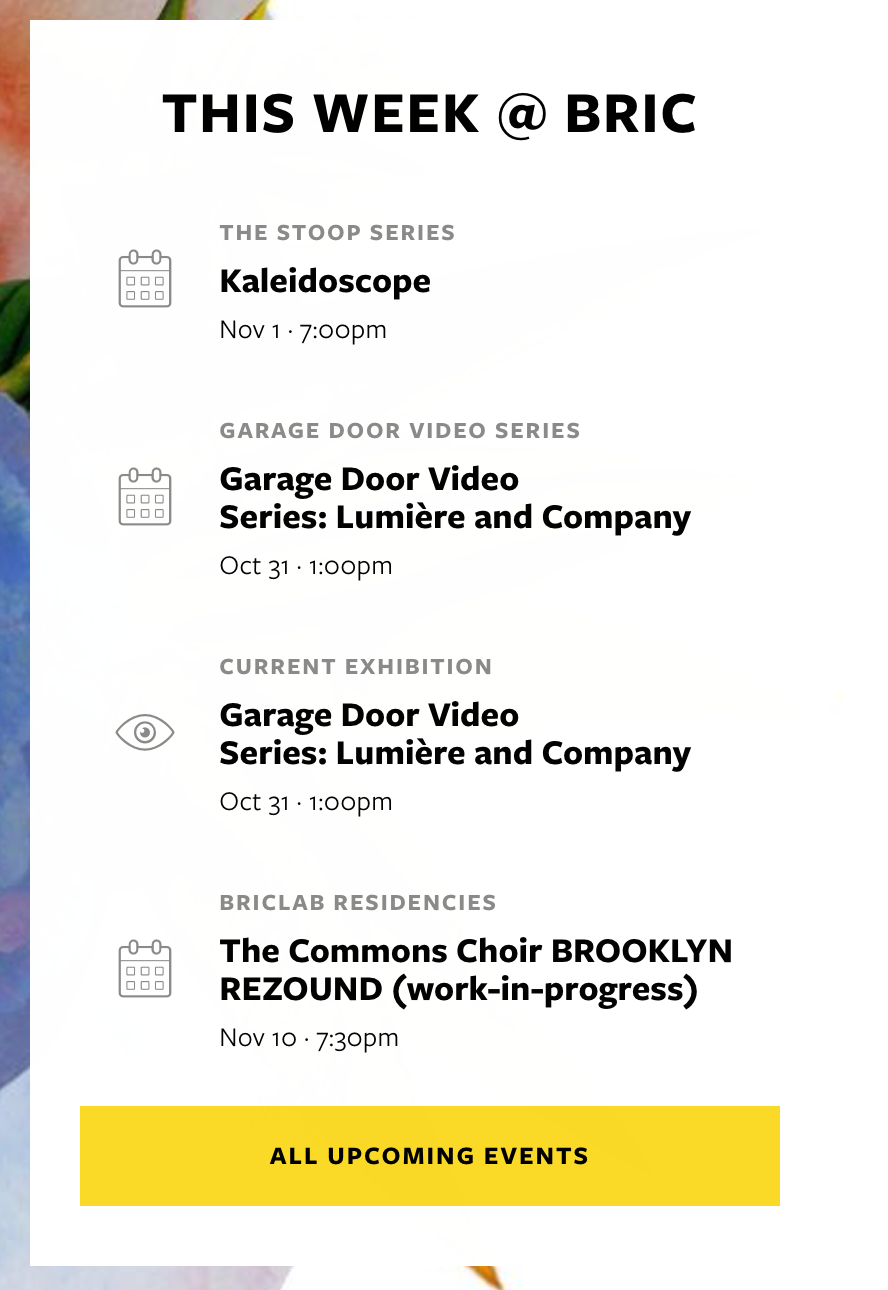 THIS WEEK @ BRIC
THE STOOP SERIES
Kaleidoscope
Nov 1 · 7:00pm
GARAGE DOOR VIDEO SERIES
Garage Door Video
Series: Lumière and Company
Oct 31 · 1:00pm
CURRENT EXHIBITION
Garage Door Video
Series: Lumière and Company
Oct 31 · 1:00pm
BRICLAB RESIDENCIES
The Commons Choir BROOKLYN
REZOUND (work-in-progress)
Nov 10 · 7:30pm
ALL UPCOMING EVENTS